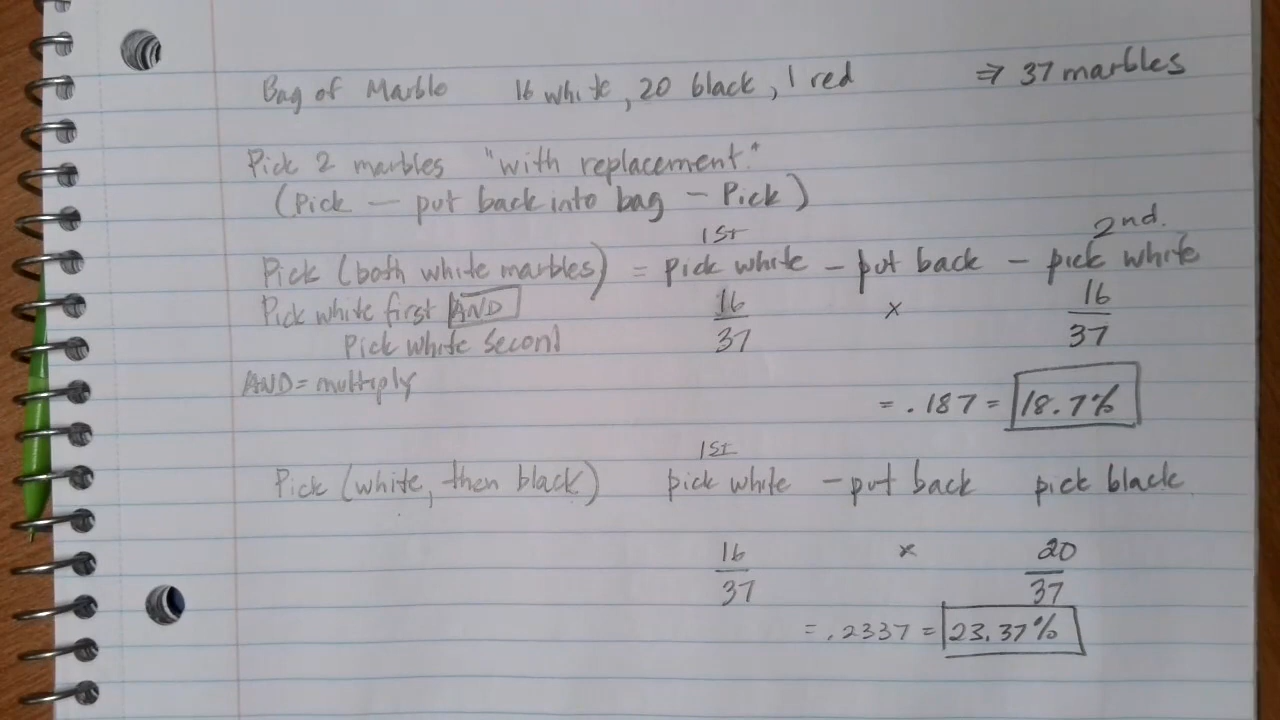 Bag of Marble 16 white, 20 black, 1 red ⇒ 37 marbles
Pick 2 marbles "with replacement."
(Pick — put back into bag – Pick)
1st 2nd.
Pick (both white marbles) = pick white – put back – pick white
Pick white first AND 16/37 × 16/37
Pick white second
AND = multiply
= .187 = 18.7%
1st
Pick (white, then black) pick white – put back pick black
16/37 × 20/37
= .2337 = 23.37%